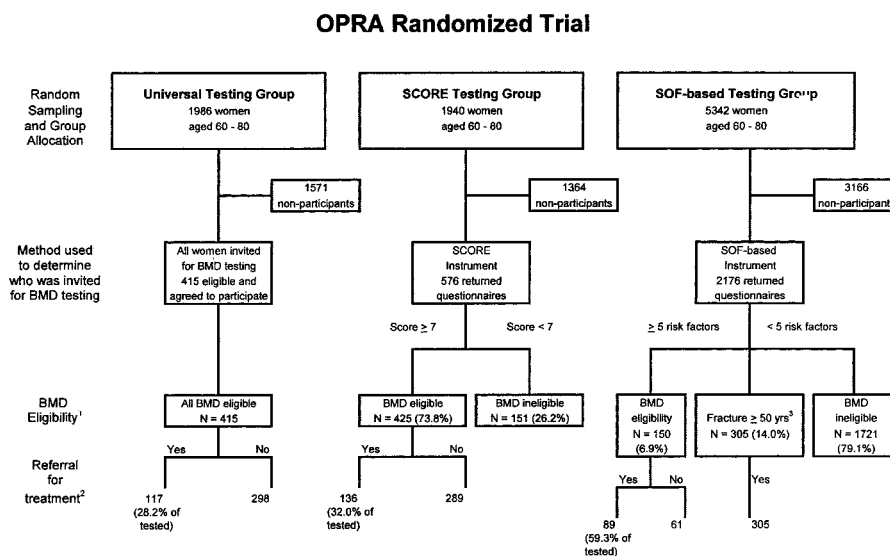 OPRA Randomized Trial
Random
Sampling
and Group
Allocation
Universal Testing Group
1986 women
aged 60 - 80
SCORE Testing Group
1940 women
aged 60 - 80
SOF-based Testing Group
5342 women
aged 60 - 80
1571
non-participants
1364
non-participants
3166
non-participants
Method used
to determine
who was invited
for BMD testing
All women invited
for BMD testing
415 eligible and
agreed to participate
SCORE
Instrument
576 returned
questionnaires
SOF-based
Instrument
2176 returned
questionnaires
Score ≥ 7
Score < 7
≥ 5 risk factors
< 5 risk factors
BMD
Eligibility¹
All BMD eligible
N = 415
BMD eligible
N = 425 (73.8%)
BMD ineligible
N = 151 (26.2%)
BMD
eligibility
N = 150
(6.9%)
Fracture ≥ 50 yrs³
N = 305 (14.0%)
BMD
ineligible
N = 1721
(79.1%)
Referral
for
treatment²
Yes
No
Yes
No
Yes
No
Yes
117
(28.2% of
tested)
298
136
(32.0% of
tested)
289
89
(59.3% of
tested)
61
305